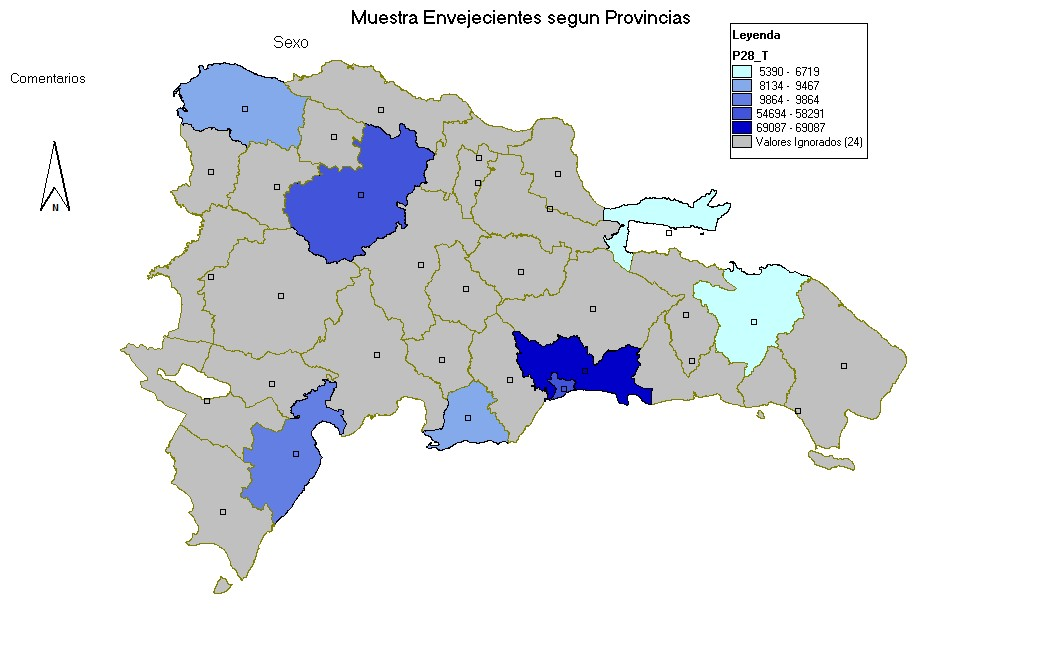 Muestra Envejecientes segun Provincias
Sexo
Comentarios
N
Leyenda
P28_T
5390 - 6719
8134 - 9467
9864 - 9864
54694 - 58291
69087 - 69087
Valores Ignorados (24)